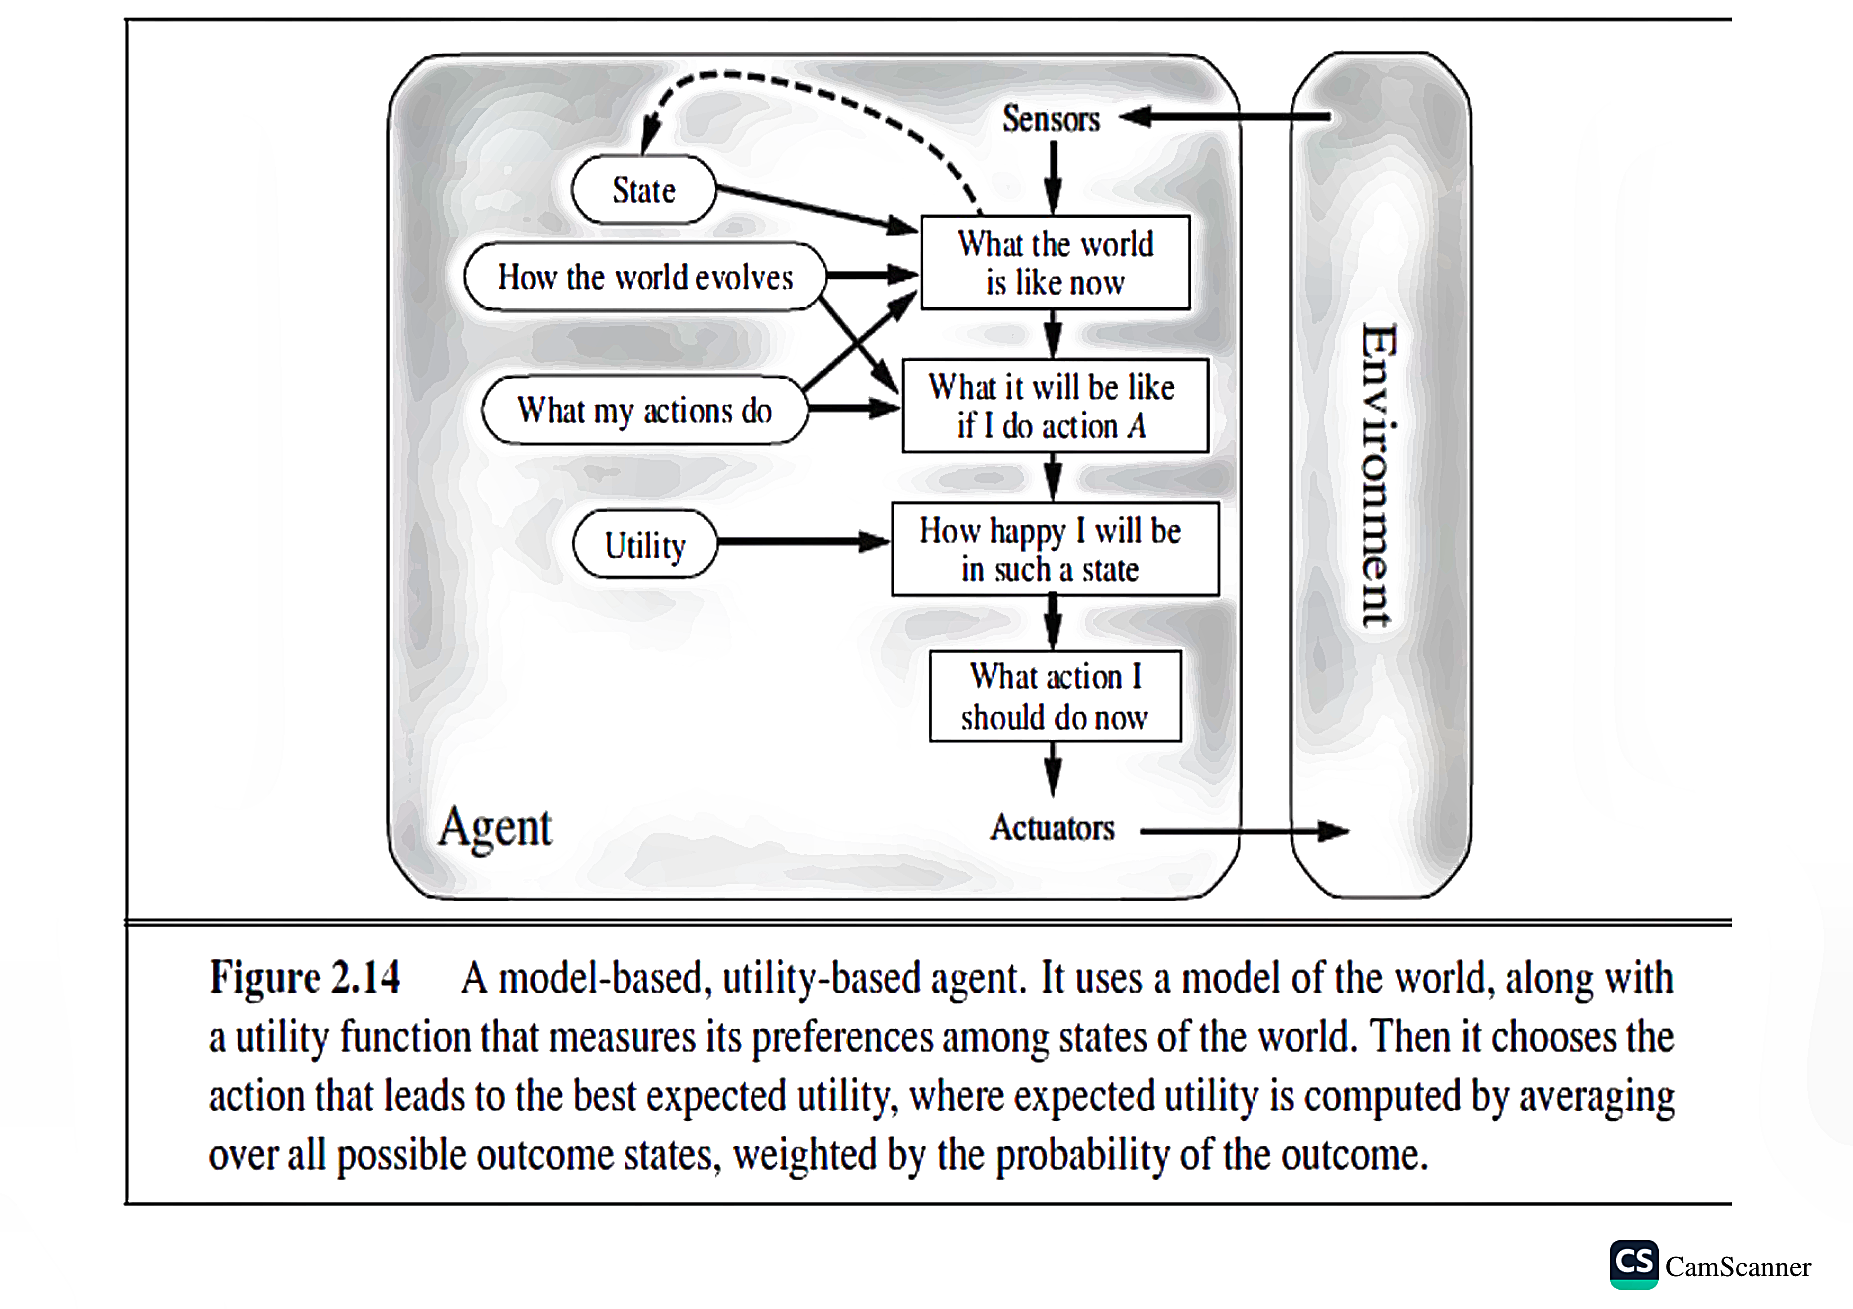 Sensors
State
What the world
is like now
How the world evolves
What it will be like
if I do action A
What my actions do
How happy I will be
in such a state
Utility
What action I
should do now
Agent
Actuators
Environment
Figure 2.14 A model-based, utility-based agent. It uses a model of the world, along with
a utility function that measures its preferences among states of the world. Then it chooses the
action that leads to the best expected utility, where expected utility is computed by averaging
over all possible outcome states, weighted by the probability of the outcome.
CS CamScanner